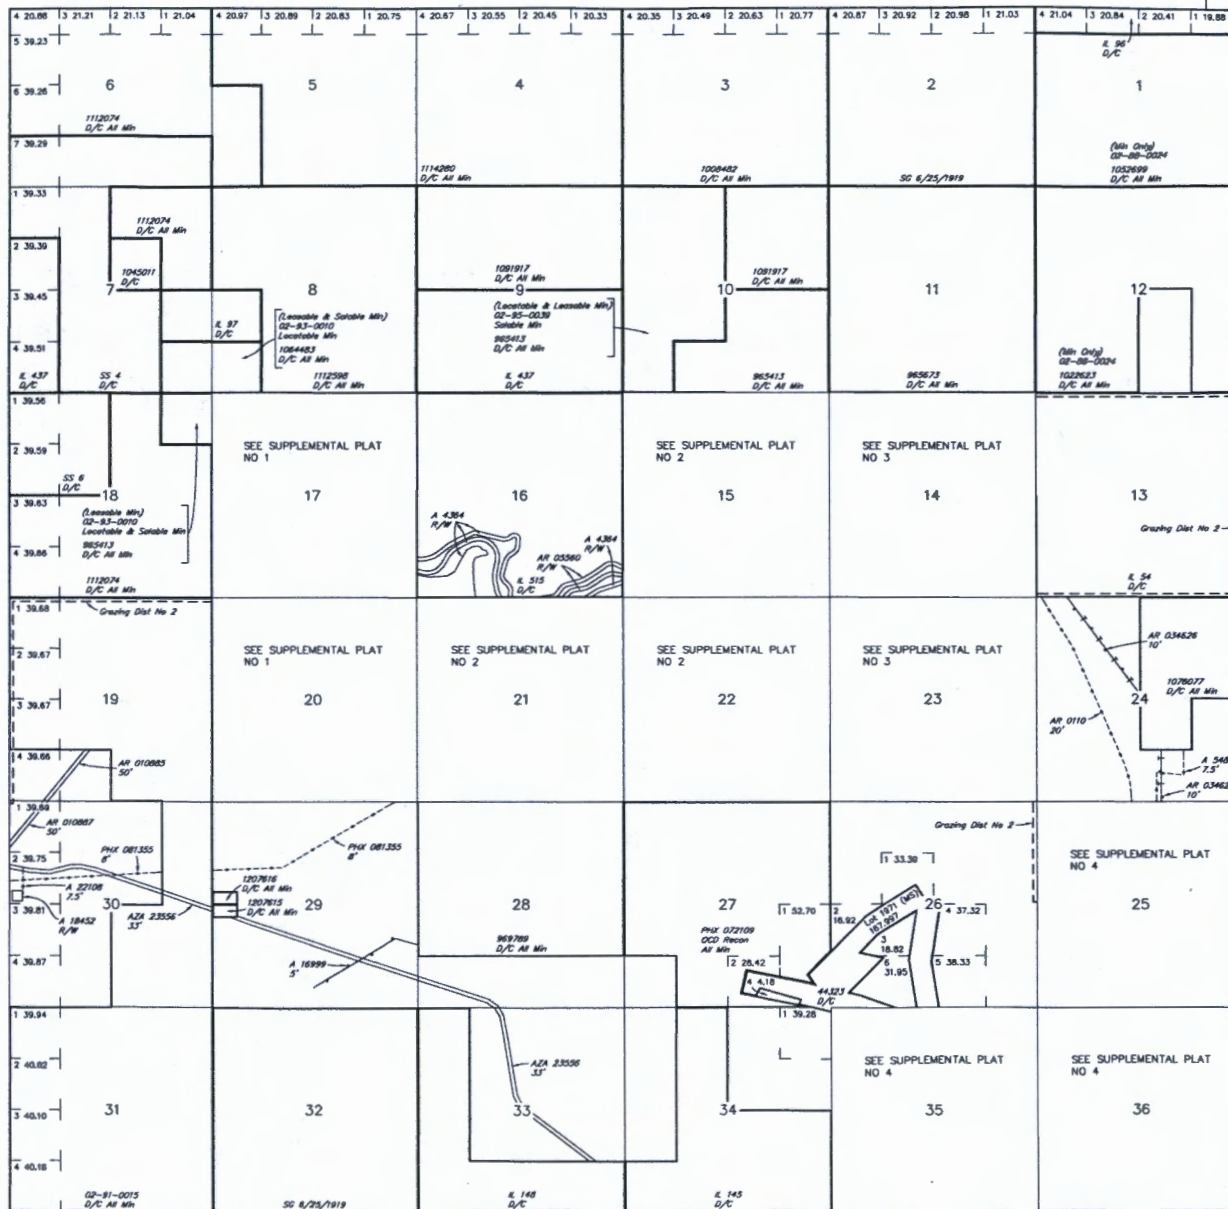 4 20.88 3 21.21 2 21.13 1 21.04 4 20.97 3 20.89 2 20.83 1 20.75 4 20.67 3 20.55 2 20.45 1 20.33 4 20.35 3 20.49 2 20.63 1 20.77 4 20.87 3 20.92 2 20.98 1 21.03 4 21.04 3 20.84 2 20.41 1 19.88
5 39.23
IL 96
D/C
6 39.26
6 5 4 3 2 1
1112074
D/C All Min
7 39.29
(Min Only)
02-88-0024
1114260
D/C All Min
1008482
D/C All Min
SG 6/25/1919
1052699
D/C All Min
1 39.33
1112074
D/C All Min
2 39.39
1045011
D/C
1091917
D/C All Min
1091917
D/C All Min
3 39.45
7 8 9 10 11 12
IL 97
D/C
(Leasable & Salable Min)
02-93-0010
Locatable Min
1064483
D/C All Min
(Locatable & Leasable Min)
02-95-0039
Salable Min
965413
D/C All Min
4 39.51
(Min Only)
02-88-0024
IL 437
D/C
SS 4
D/C
1112598
D/C All Min
IL 437
D/C
965413
D/C All Min
965673
D/C All Min
1022623
D/C All Min
1 39.56
2 39.59
SEE SUPPLEMENTAL PLAT
NO 1
SEE SUPPLEMENTAL PLAT
NO 2
SEE SUPPLEMENTAL PLAT
NO 3
SS 6
D/C
3 39.63
18 17 16 15 14 13
(Leasable Min)
02-93-0010
Locatable & Salable Min
965413
D/C All Min
A 4364
R/W
A 4364
R/W
AR 05560
R/W
Grazing Dist No 2
4 39.66
1112074
D/C All Min
IL 515
D/C
IL 54
D/C
1 39.68
Grazing Dist No 2
2 39.67
SEE SUPPLEMENTAL PLAT
NO 1
SEE SUPPLEMENTAL PLAT
NO 2
SEE SUPPLEMENTAL PLAT
NO 2
SEE SUPPLEMENTAL PLAT
NO 3
AR 034626
10'
1076077
D/C All Min
3 39.67
19 20 21 22 23 24
AR 0110
20'
4 39.66
AR 010885
50'
A 548
7.5'
AR 03462
10'
1 39.69
AR 010887
50'
PHX 081355
8'
PHX 081355
8'
Grazing Dist No 2
2 39.75
1 33.30
SEE SUPPLEMENTAL PLAT
NO 4
A 22108
7.5'
1207616
D/C All Min
1207615
D/C All Min
3 39.81
30 29 28 27 26 25
A 18452
R/W
AZA 23556
33'
1 52.70
2
16.92
Lot 1971 (MS)
167.997
4 37.32
PHX 072109
OCD Recon
All Min
969789
D/C All Min
3
18.82
4 39.87
A 16999
5'
2 28.42
6
31.95
5 38.33
4 4.18
44323
D/C
1 39.94
1 39.28
2 40.02
AZA 23556
33'
SEE SUPPLEMENTAL PLAT
NO 4
SEE SUPPLEMENTAL PLAT
NO 4
3 40.10
31 32 33 34 35 36
4 40.18
02-91-0015
D/C All Min
SG 6/25/1919
IL 148
D/C
IL 145
D/C